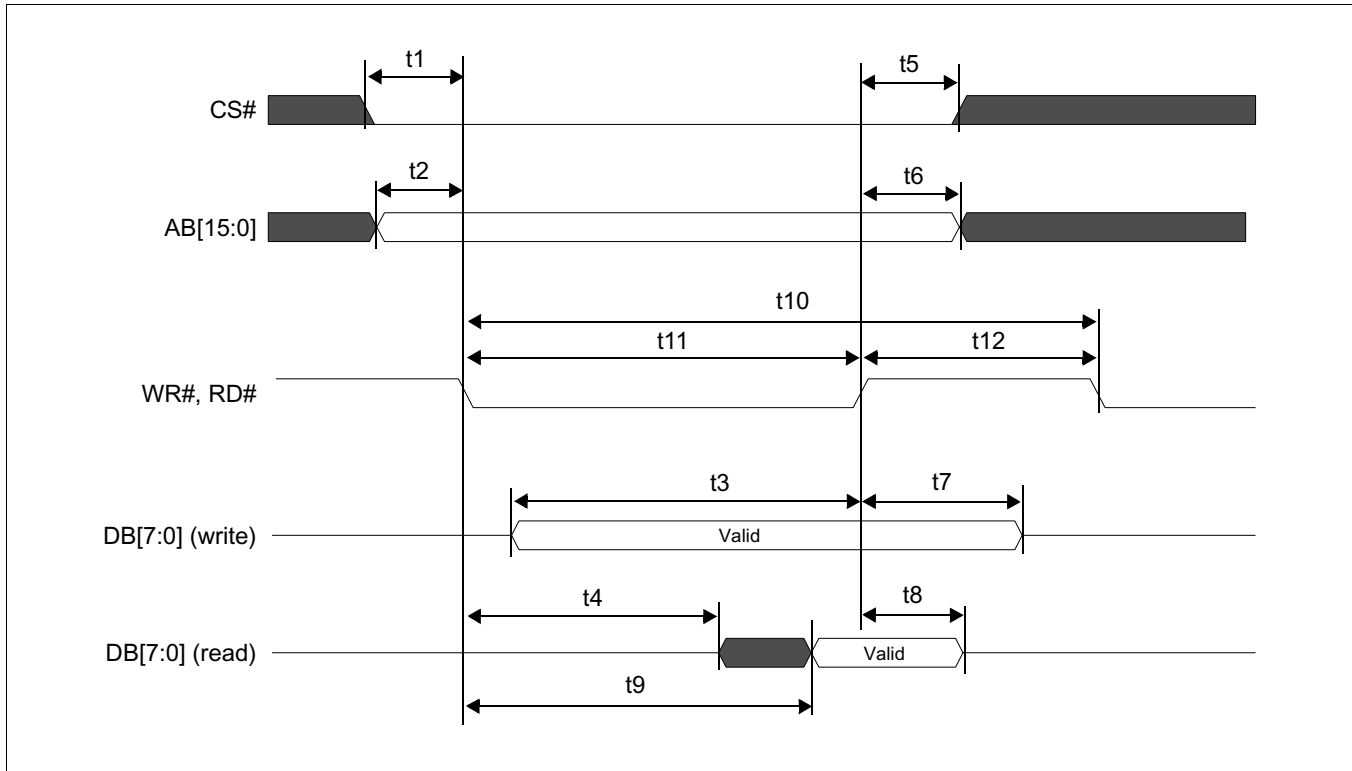 t1
t5
CS#
t2
t6
AB[15:0]
t10
t11
t12
WR#, RD#
t3
t7
DB[7:0] (write)
Valid
t4
t8
DB[7:0] (read)
Valid
t9